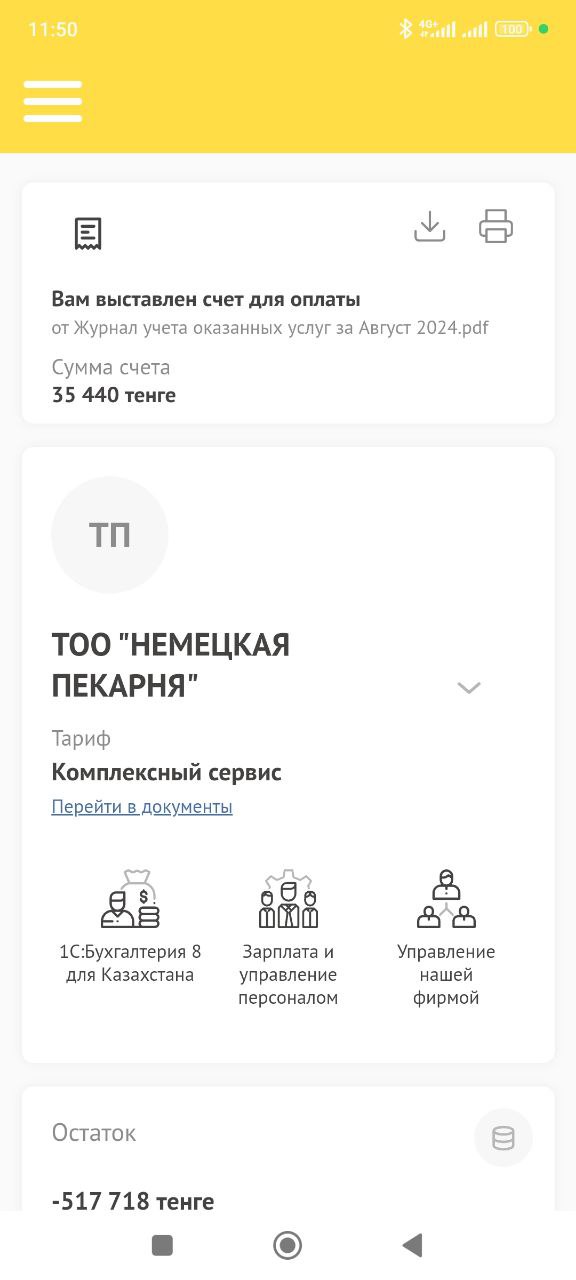 11:50
4G+
100
Вам выставлен счет для оплаты
от Журнал учета оказанных услуг за Август 2024.pdf
Сумма счета
35 440 тенге
ТП
ТОО "НЕМЕЦКАЯ
ПЕКАРНЯ"
Тариф
Комплексный сервис
Перейти в документы
1С:Бухгалтерия 8
для Казахстана
Зарплата и
управление
персоналом
Управление
нашей
фирмой
Остаток
-517 718 тенге